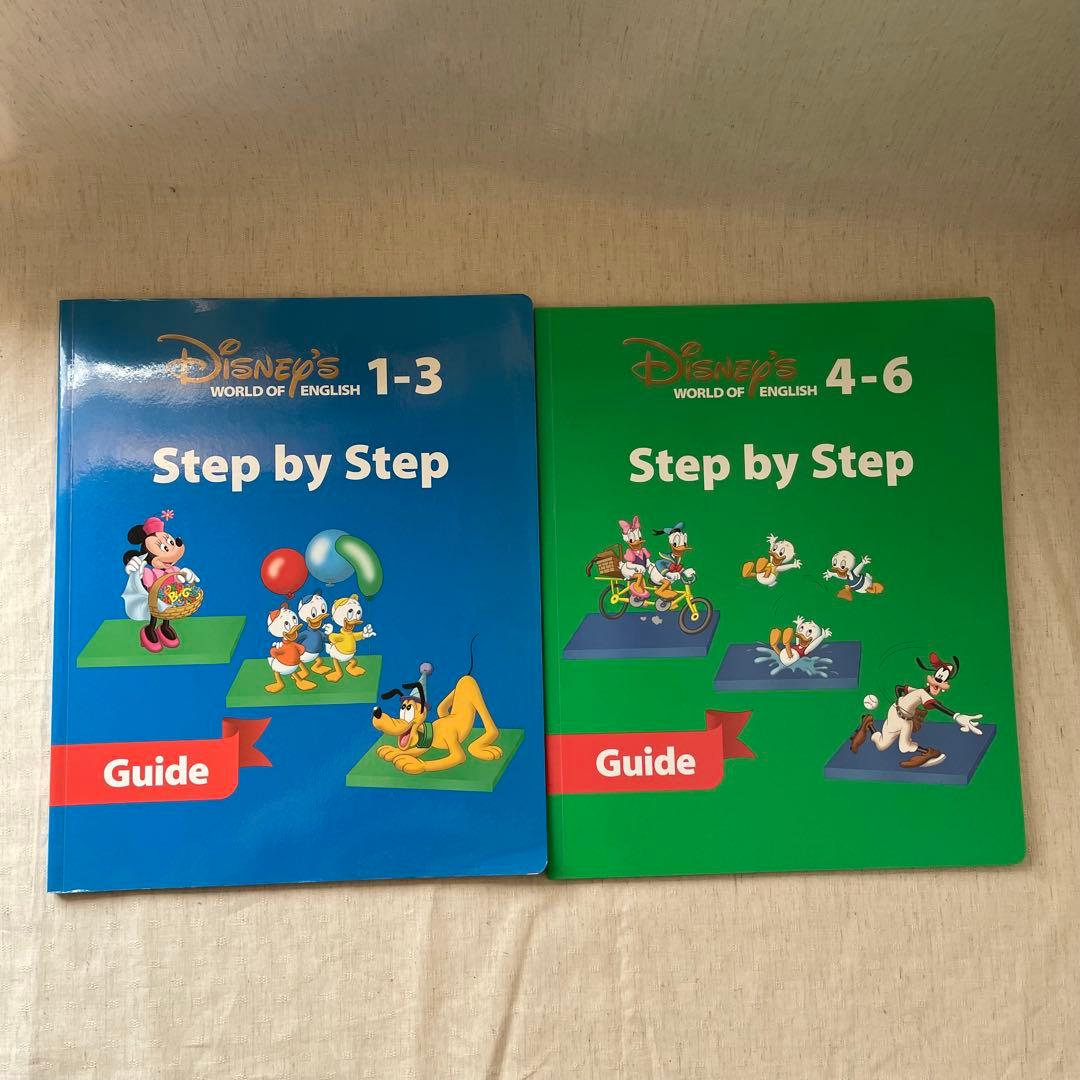 Disney's 1-3
WORLD OF ENGLISH
Step by Step
Guide
Disney's 4-6
WORLD OF ENGLISH
Step by Step
Guide